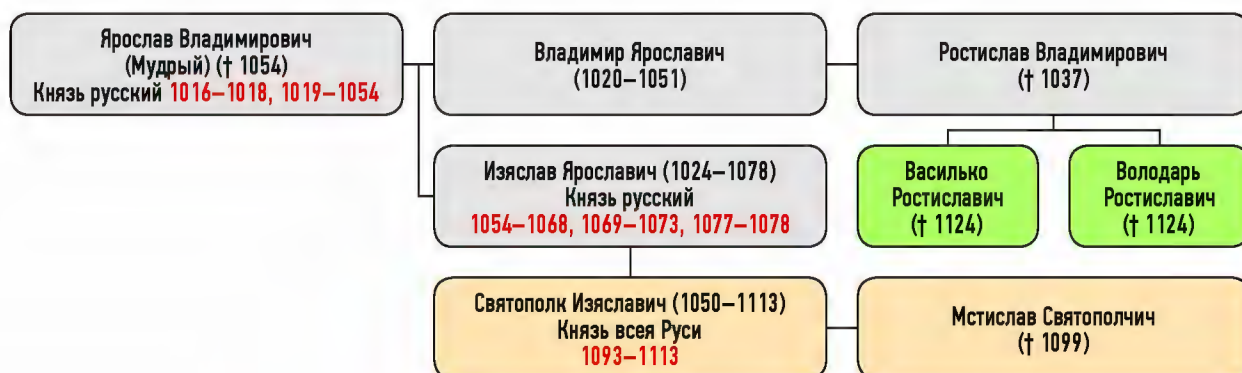 Ярослав Владимирович
(Мудрый) († 1054)
Князь русский 1016–1018, 1019–1054
Владимир Ярославич
(1020–1051)
Ростислав Владимирович
(† 1037)
Изяслав Ярославич (1024–1078)
Князь русский
1054–1068, 1069–1073, 1077–1078
Василько
Ростиславич
(† 1124)
Володарь
Ростиславич
(† 1124)
Святополк Изяславич (1050–1113)
Князь всея Руси
1093–1113
Мстислав Святополчич
(† 1099)